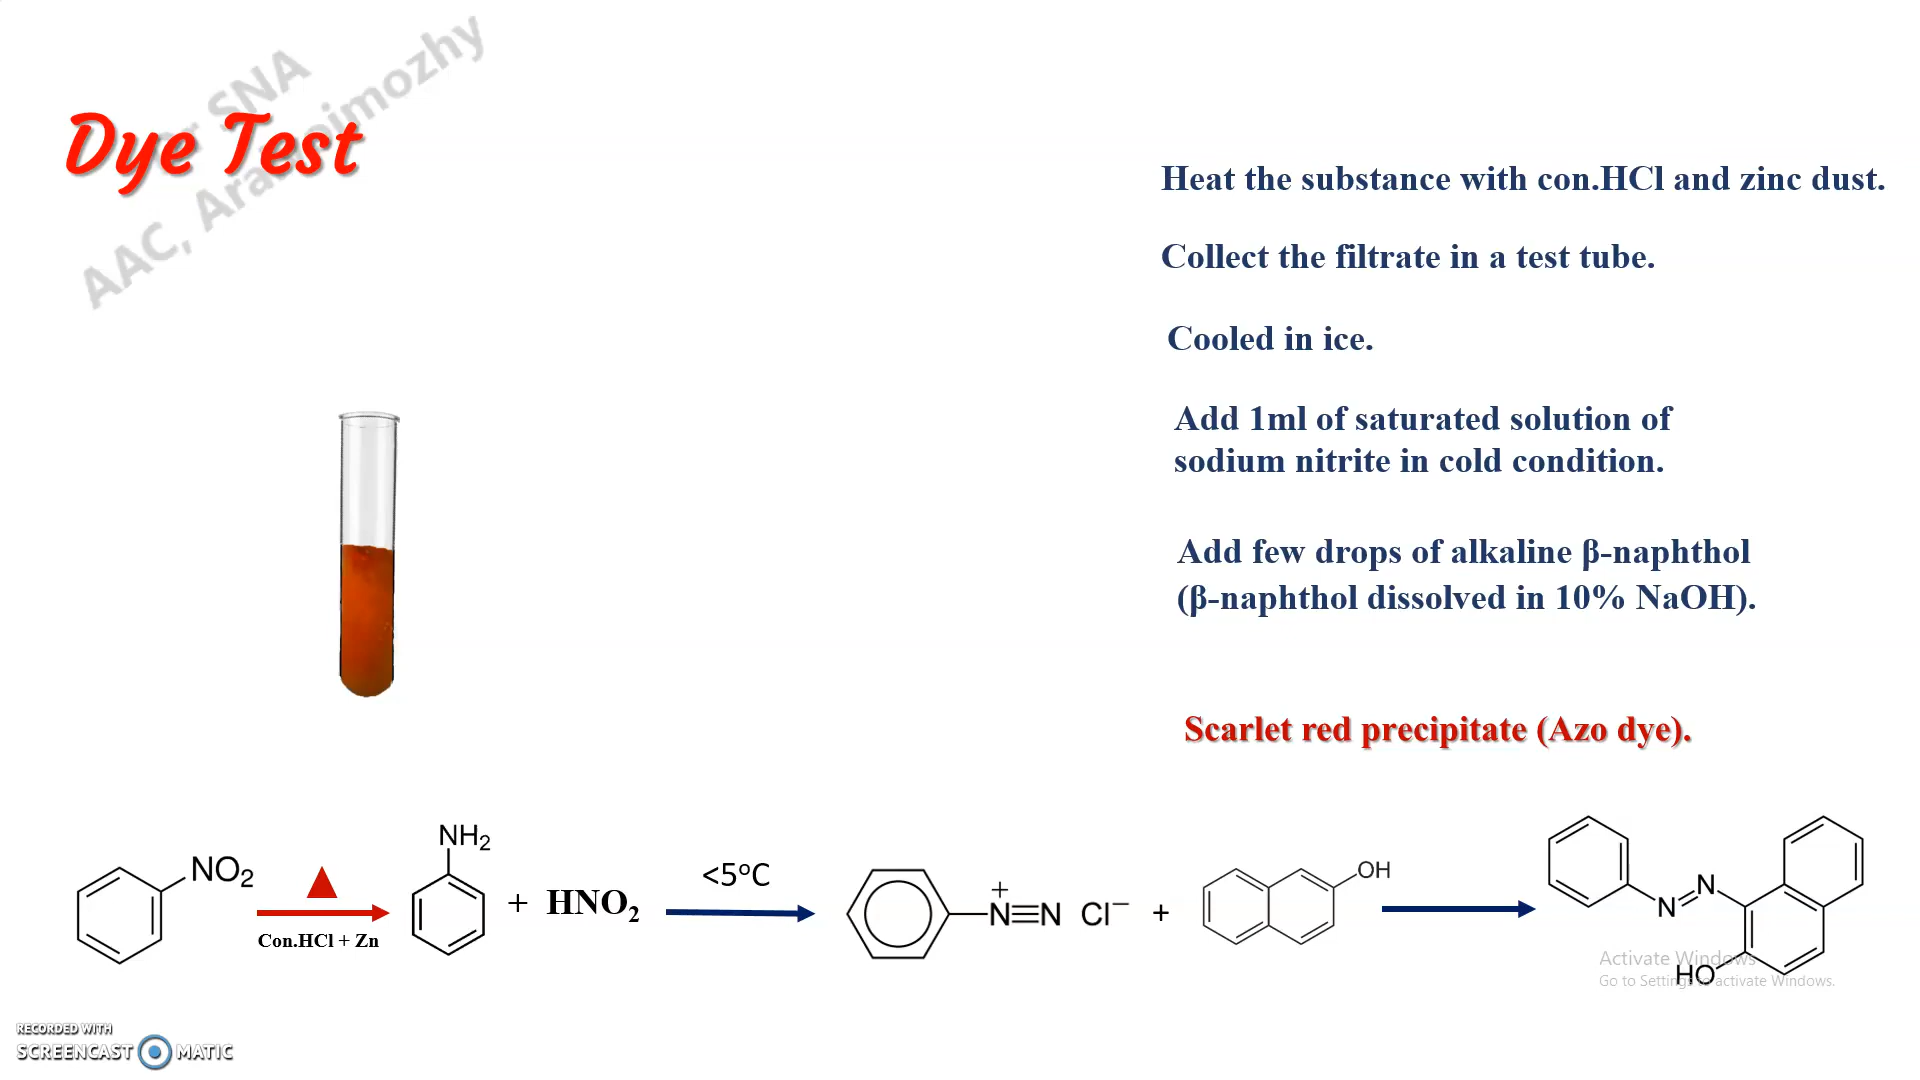 Dr SNA
AAC, Aralvoimozhy
Dye Test
Heat the substance with con.HCl and zinc dust.
Collect the filtrate in a test tube.
Cooled in ice.
Add 1ml of saturated solution of
sodium nitrite in cold condition.
Add few drops of alkaline β-naphthol
(β-naphthol dissolved in 10% NaOH).
Scarlet red precipitate (Azo dye).
NO₂
Con.HCl + Zn
NH₂
+ HNO₂
<5°C
N⁺≡N Cl⁻
+
OH
N=N
HO
Activate Windows
Go to Settings to activate Windows.
RECORDED WITH
SCREENCAST MATIC